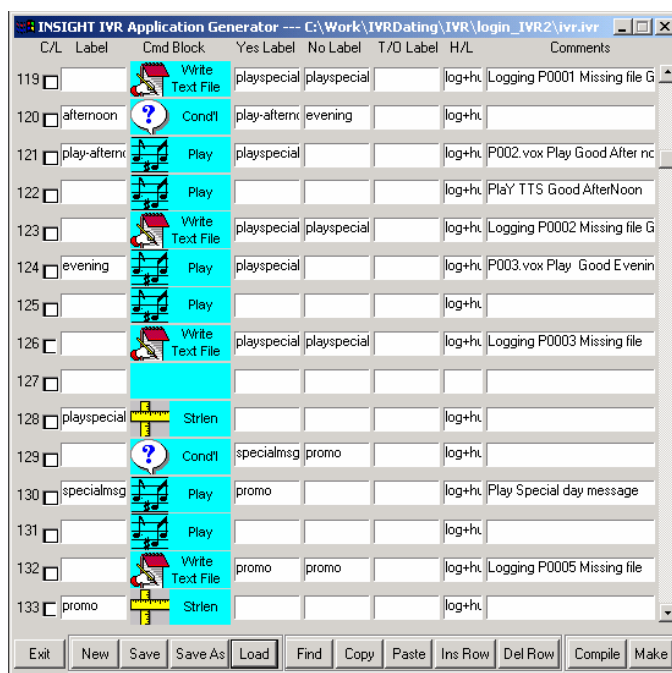 INSIGHT IVR Application Generator --- C:\Work\IVRDating\IVR\login_IVR2\ivr.ivr
C/L Label Cmd Block Yes Label No Label T/O Label H/L Comments
119 Write Text File playspecial playspecial log+hu Logging P0001 Missing file G
120 afternoon ? Cond'l play-afterno evening log+hu
121 play-afterno Play playspecial log+hu P002.vox Play Good After no
122 Play log+hu PlaY TTS Good AfterNoon
123 Write Text File playspecial playspecial log+hu Logging P0002 Missing file G
124 evening Play playspecial log+hu P003.vox Play Good Evenin
125 Play log+hu
126 Write Text File playspecial playspecial log+hu Logging P0003 Missing file
127
128 playspecial Strlen log+hu
129 ? Cond'l specialmsg promo log+hu
130 specialmsg Play promo log+hu Play Special day message
131 Play log+hu
132 Write Text File promo promo log+hu Logging P0005 Missing file
133 promo Strlen log+hu
Exit New Save Save As Load Find Copy Paste Ins Row Del Row Compile Make